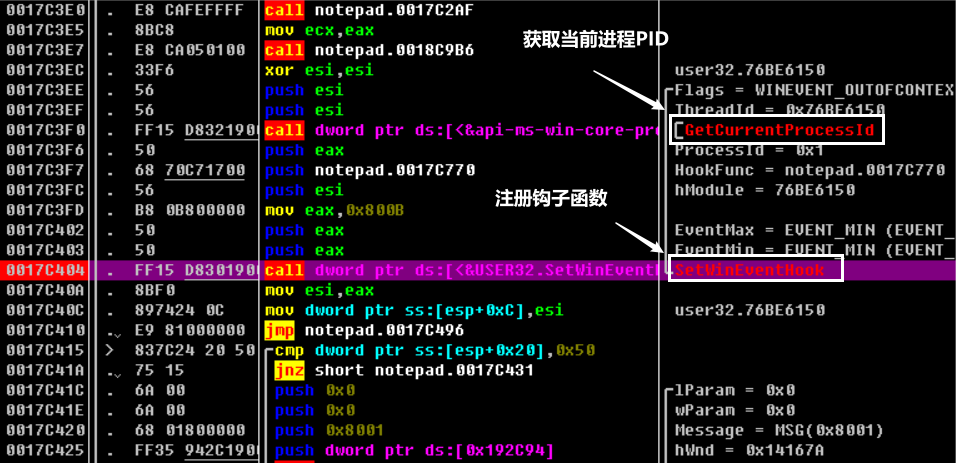 获取当前进程PID
注册钩子函数
0017C3E0 . E8 CAFEFFFF call notepad.0017C2AF
0017C3E5 . 8BC8 mov ecx,eax
0017C3E7 . E8 CA050100 call notepad.0018C9B6
0017C3EC . 33F6 xor esi,esi user32.76BE6150
0017C3EE . 56 push esi Flags = WINEVENT_OUTOFCONTEX
0017C3EF . 56 push esi ThreadId = 0x76BE6150
0017C3F0 . FF15 D8321900 call dword ptr ds:[<&api-ms-win-core-pro GetCurrentProcessId
0017C3F6 . 50 push eax ProcessId = 0x1
0017C3F7 . 68 70C71700 push notepad.0017C770 HookFunc = notepad.0017C770
0017C3FC . 56 push esi hModule = 76BE6150
0017C3FD . B8 0B800000 mov eax,0x800B
0017C402 . 50 push eax EventMax = EVENT_MIN (EVENT_
0017C403 . 50 push eax EventMin = EVENT_MIN (EVENT_
0017C404 . FF15 D8301900 call dword ptr ds:[<&USER32.SetWinEventH SetWinEventHook
0017C40A . 8BF0 mov esi,eax
0017C40C . 897424 0C mov dword ptr ss:[esp+0xC],esi user32.76BE6150
0017C410 .⌄ E9 81000000 jmp notepad.0017C496
0017C415 > 837C24 20 50 cmp dword ptr ss:[esp+0x20],0x50
0017C41A .⌄ 75 15 jnz short notepad.0017C431
0017C41C . 6A 00 push 0x0 lParam = 0x0
0017C41E . 6A 00 push 0x0 wParam = 0x0
0017C420 . 68 01800000 push 0x8001 Message = MSG(0x8001)
0017C425 . FF35 942C1900 push dword ptr ds:[0x192C94] hWnd = 0x14167A